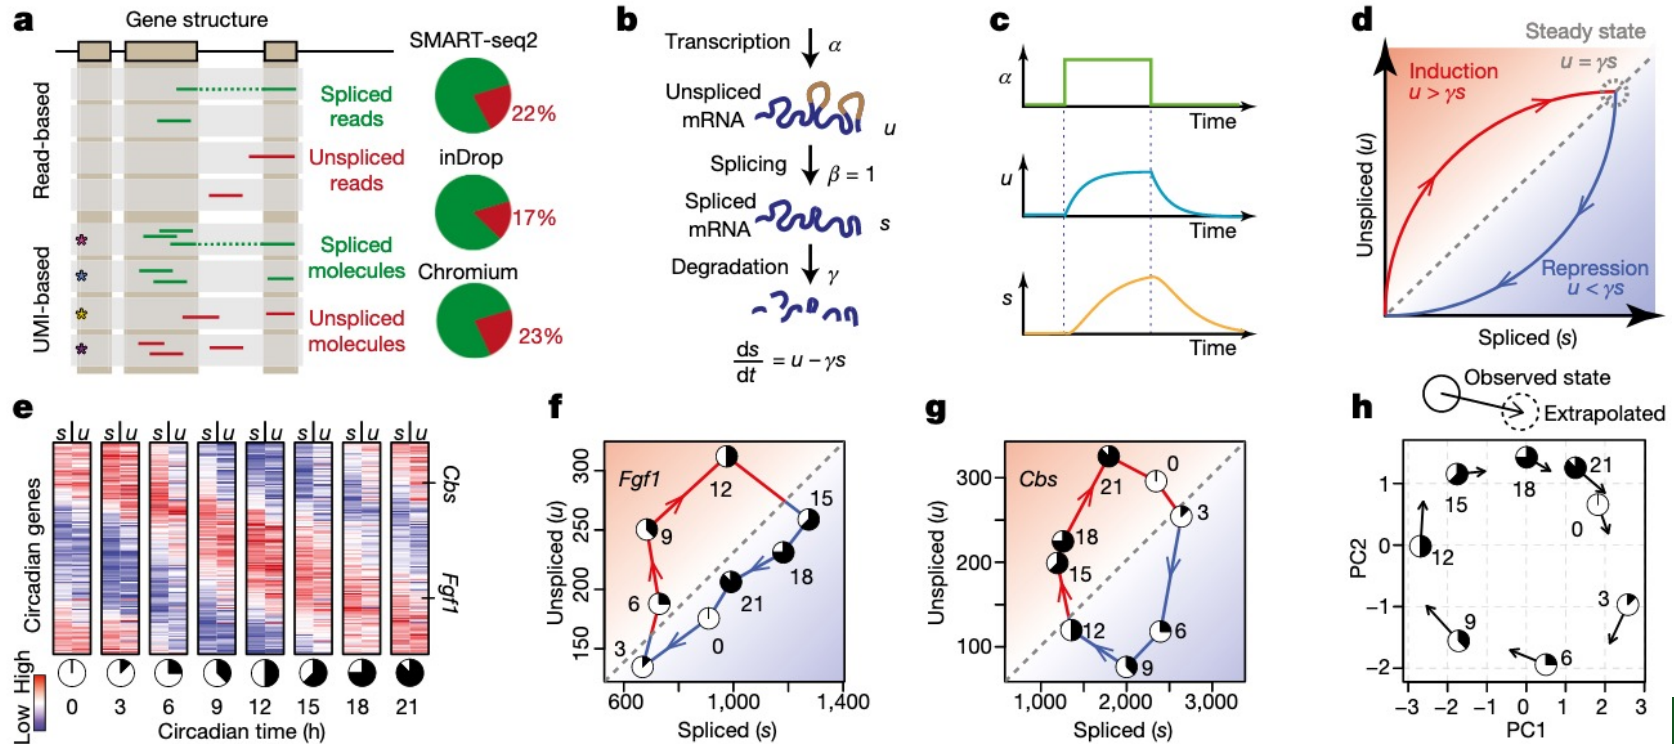 a
Gene structure
SMART-seq2
Read-based
Spliced
reads
22%
Unspliced
reads
inDrop
17%
UMI-based
*
*
*
*
Spliced
molecules
Chromium
Unspliced
molecules
23%
b
Transcription
α
Unspliced
mRNA
u
Splicing
β = 1
Spliced
mRNA
s
Degradation
γ
ds
dt
= u − γs
c
α
Time
u
Time
s
Time
d
Steady state
u = γs
Induction
u > γs
Repression
u < γs
Unspliced (u)
Spliced (s)
e
s u s u s u s u s u s u s u s u
Circadian genes
Cbs
Fgf1
Low High
0 3 6 9 12 15 18 21
Circadian time (h)
f
Fgf1
Unspliced (u)
300
250
200
150
12
15
9
18
6
21
3
0
600 1,000 1,400
Spliced (s)
g
Cbs
Unspliced (u)
300
200
100
0
21
3
18
15
12
6
9
1,000 2,000 3,000
Spliced (s)
Observed state
Extrapolated
h
PC2
1
0
−1
−2
21
15
18
0
12
3
9
6
−3 −2 −1 0 1 2 3
PC1